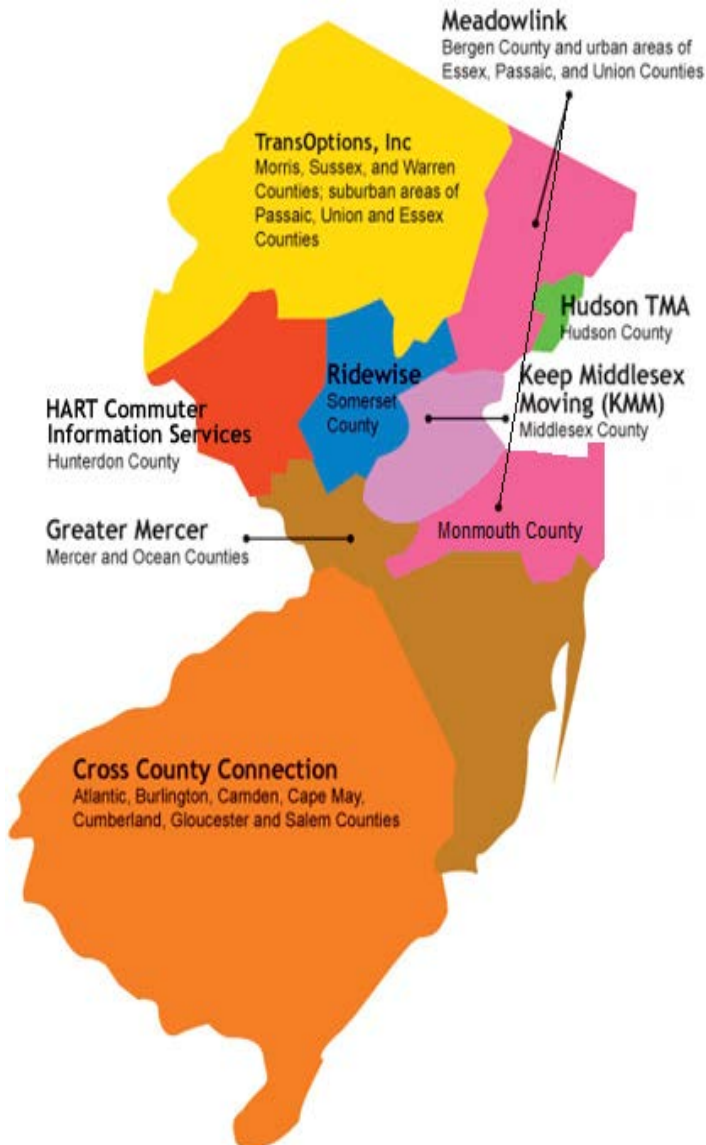 Meadowlink
Bergen County and urban areas of
Essex, Passaic, and Union Counties
TransOptions, Inc
Morris, Sussex, and Warren
Counties; suburban areas of
Passaic, Union and Essex
Counties
Hudson TMA
Hudson County
Ridewise
Somerset
County
Keep Middlesex
Moving (KMM)
Middlesex County
HART Commuter
Information Services
Hunterdon County
Greater Mercer
Mercer and Ocean Counties
Monmouth County
Cross County Connection
Atlantic, Burlington, Camden, Cape May,
Cumberland, Gloucester and Salem Counties